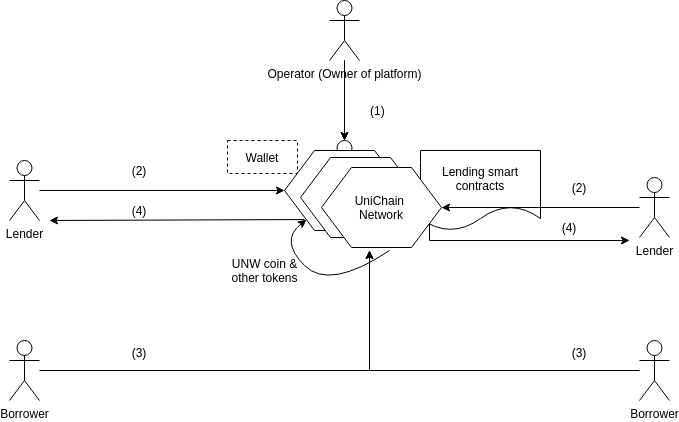 Operator (Owner of platform)
(1)
Wallet
Lending smart
contracts
(2)
(2)
UniChain
Network
(4)
(4)
Lender
Lender
UNW coin &
other tokens
(3)
(3)
Borrower
Borrower